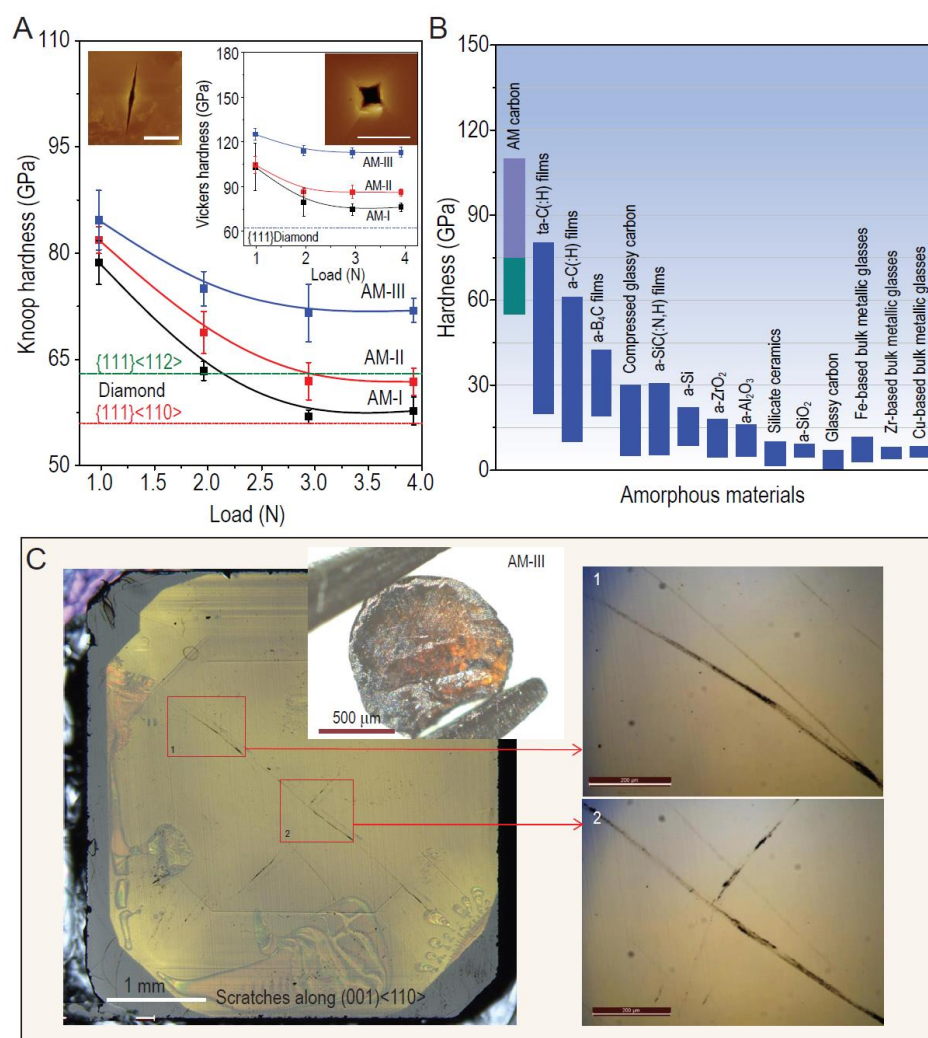 A
110
95
80
65
50
Knoop hardness (GPa)
1.0
1.5
2.0
2.5
3.0
3.5
4.0
Load (N)
AM-III
AM-II
AM-I
{111}<112>
Diamond
{111}<110>
180
150
120
90
60
Vickers hardness (GPa)
AM-III
AM-II
AM-I
{111}Diamond
1
2
3
4
Load (N)
B
150
120
90
60
30
0
Hardness (GPa)
AM carbon
ta-C(:H) films
a-C(:H) films
a-B4C films
Compressed glassy carbon
a-SiC(:N,H) films
a-Si
a-ZrO2
a-Al2O3
Silicate ceramics
a-SiO2
Glassy carbon
Fe-based bulk metallic glasses
Zr-based bulk metallic glasses
Cu-based bulk metallic glasses
Amorphous materials
C
AM-III
500 μm
1
2
1 mm
Scratches along (001)<110>
1
200 μm
2
200 μm